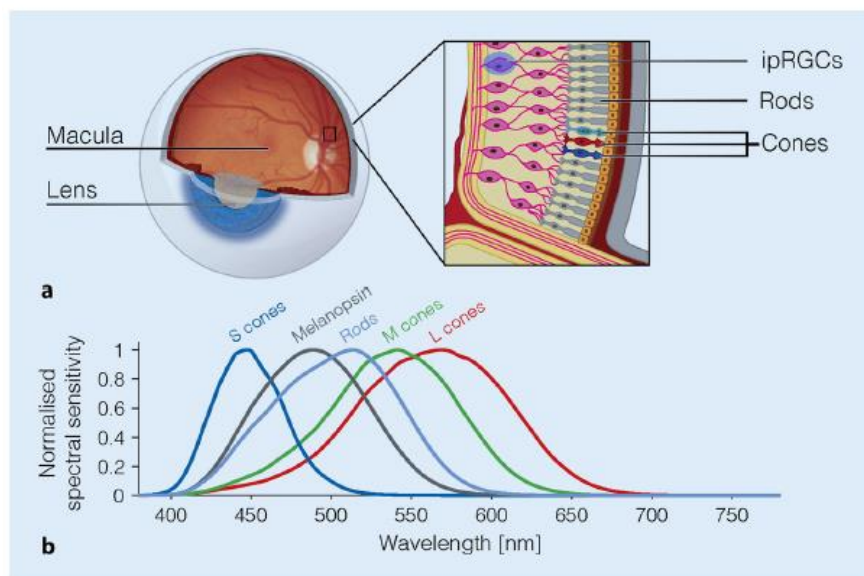 Macula
Lens
ipRGCs
Rods
Cones
a
S cones
Melanopsin
Rods
M cones
L cones
Normalised
spectral sensitivity
1
0.8
0.6
0.4
0.2
0
400 450 500 550 600 650 700 750
Wavelength [nm]
b